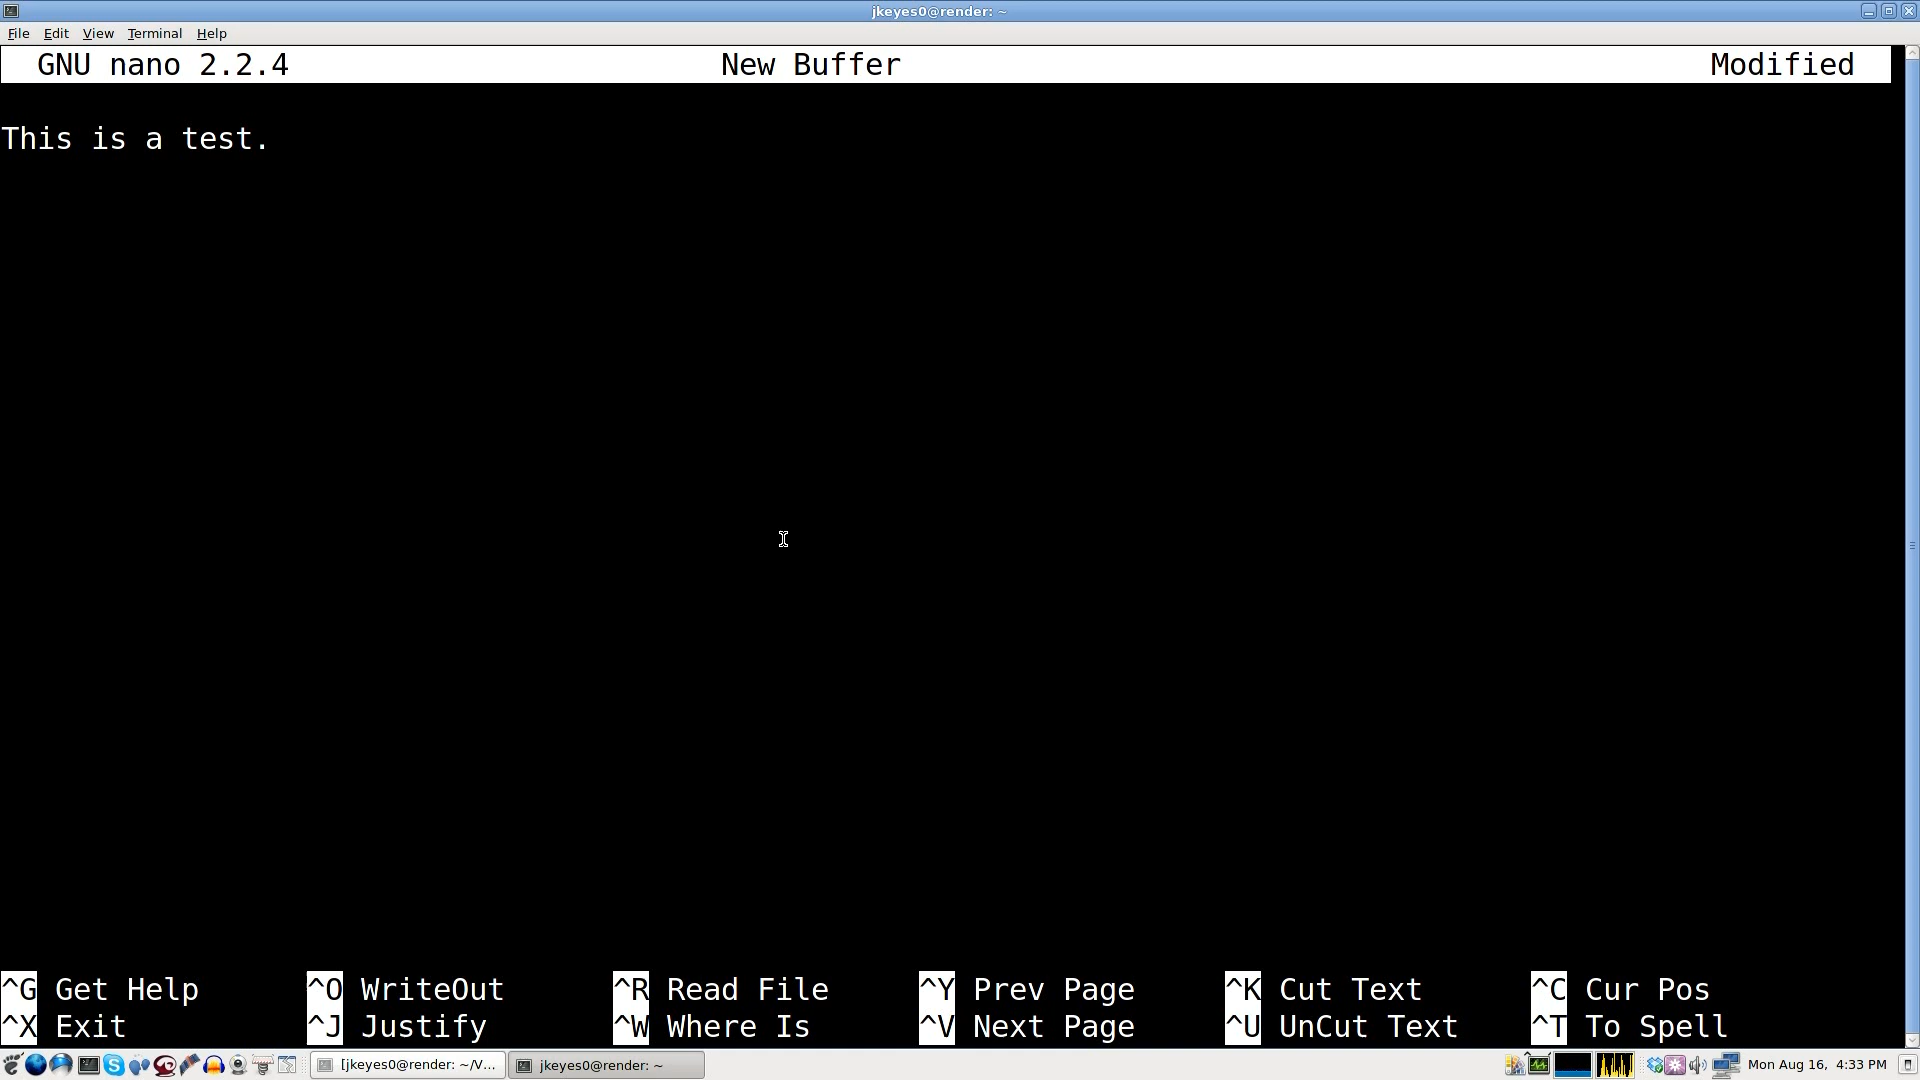 jkeyes0@render: ~
File Edit View Terminal Help
GNU nano 2.2.4 New Buffer Modified
This is a test.
^G Get Help ^O WriteOut ^R Read File ^Y Prev Page ^K Cut Text ^C Cur Pos
^X Exit ^J Justify ^W Where Is ^V Next Page ^U UnCut Text ^T To Spell
[jkeyes0@render: ~/V... jkeyes0@render: ~ Mon Aug 16, 4:33 PM